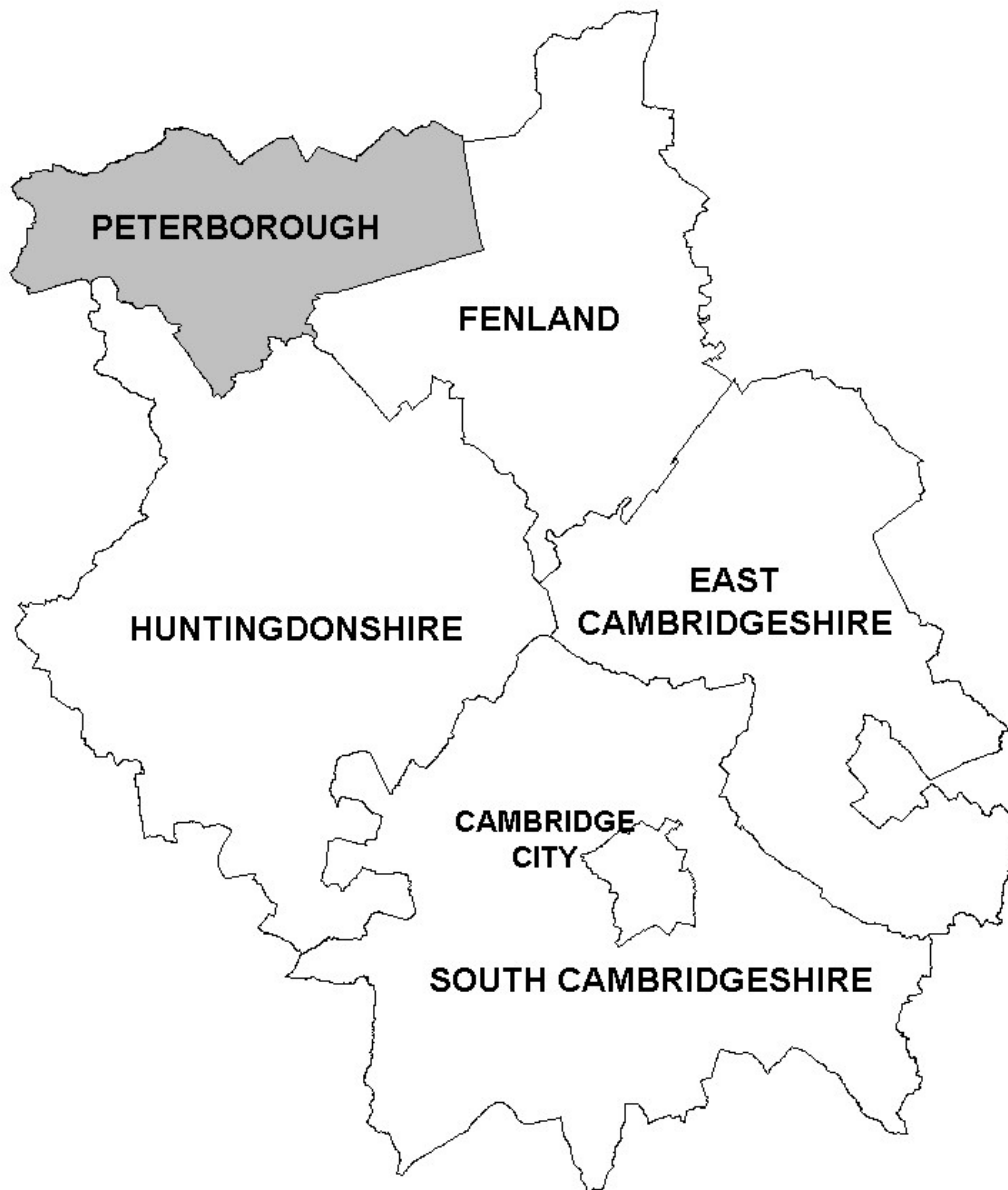 PETERBOROUGH
FENLAND
EAST
CAMBRIDGESHIRE
HUNTINGDONSHIRE
CAMBRIDGE
CITY
SOUTH CAMBRIDGESHIRE